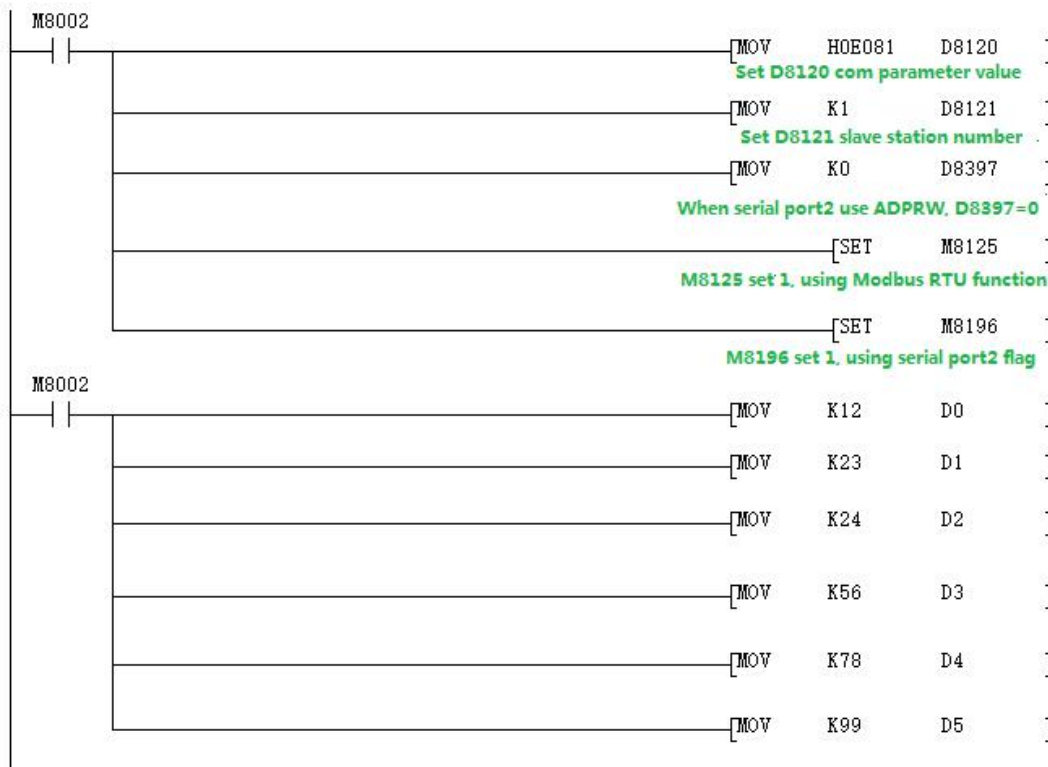 M8002
[MOV H0E081 D8120 ]
Set D8120 com parameter value
[MOV K1 D8121 ]
Set D8121 slave station number
[MOV K0 D8397 ]
When serial port2 use ADPRW, D8397=0
[SET M8125 ]
M8125 set 1, using Modbus RTU function
[SET M8196 ]
M8196 set 1, using serial port2 flag
M8002
[MOV K12 D0 ]
[MOV K23 D1 ]
[MOV K24 D2 ]
[MOV K56 D3 ]
[MOV K78 D4 ]
[MOV K99 D5 ]